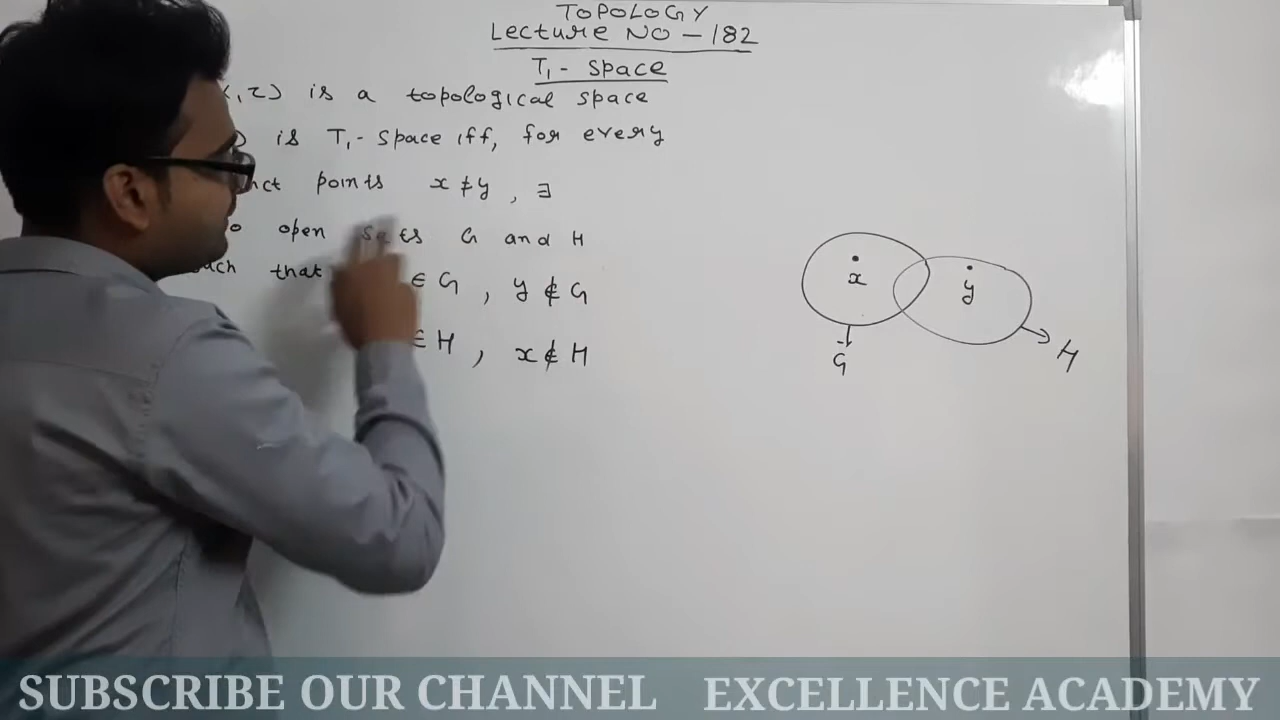 TOPOLOGY
Lecture NO - 182
T₁ - space
, τ) is a topological space
) is T₁ - space iff, for every
nct points x ≠ y , ∃
o open sets G and H
uch that ∈ G , y ∉ G
∈ H , x ∉ H
x
y
G
H
SUBSCRIBE OUR CHANNEL EXCELLENCE ACADEMY